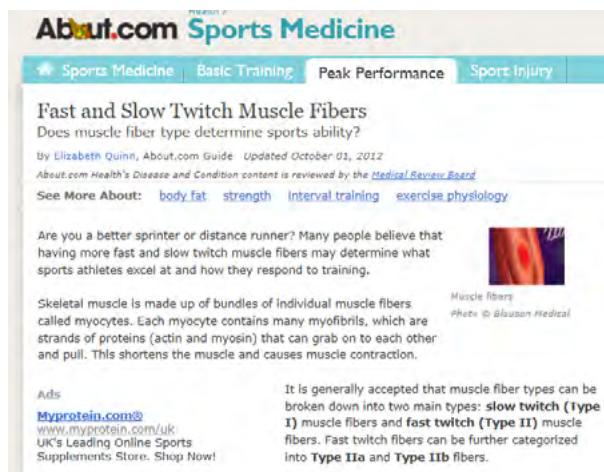 Health >
About.com Sports Medicine
Sports Medicine Basic Training Peak Performance Sport Injury
Fast and Slow Twitch Muscle Fibers
Does muscle fiber type determine sports ability?
By Elizabeth Quinn, About.com Guide Updated October 01, 2012
About.com Health's Disease and Condition content is reviewed by the Medical Review Board
See More About: body fat strength interval training exercise physiology
Are you a better sprinter or distance runner? Many people believe that
having more fast and slow twitch muscle fibers may determine what
sports athletes excel at and how they respond to training.
Muscle fibers
Photo © Blausen Medical
Skeletal muscle is made up of bundles of individual muscle fibers
called myocytes. Each myocyte contains many myofibrils, which are
strands of proteins (actin and myosin) that can grab on to each other
and pull. This shortens the muscle and causes muscle contraction.
Ads
Myprotein.com®
www.myprotein.com/uk
UK's Leading Online Sports
Supplements Store. Shop Now!
It is generally accepted that muscle fiber types can be
broken down into two main types: slow twitch (Type
I) muscle fibers and fast twitch (Type II) muscle
fibers. Fast twitch fibers can be further categorized
into Type IIa and Type IIb fibers.